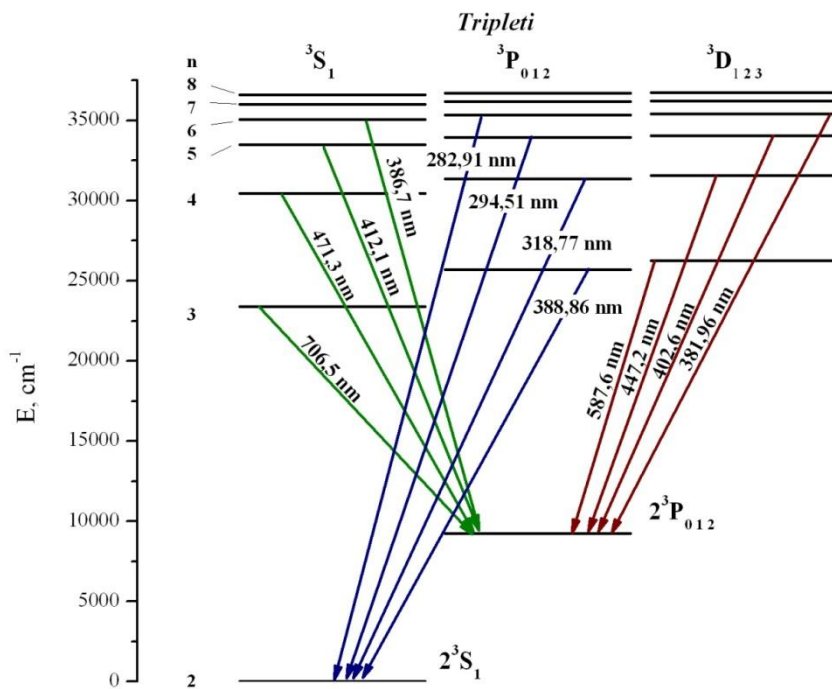 Tripleti
³S₁
³P₀ ₁ ₂
³D₁ ₂ ₃
n
8
7
6
5
4
3
2
E, cm⁻¹
35000
30000
25000
20000
15000
10000
5000
0
386,7 nm
412,1 nm
471,3 nm
706,5 nm
282,91 nm
294,51 nm
318,77 nm
388,86 nm
587,6 nm
447,2 nm
402,6 nm
381,96 nm
2³P₀ ₁ ₂
2³S₁